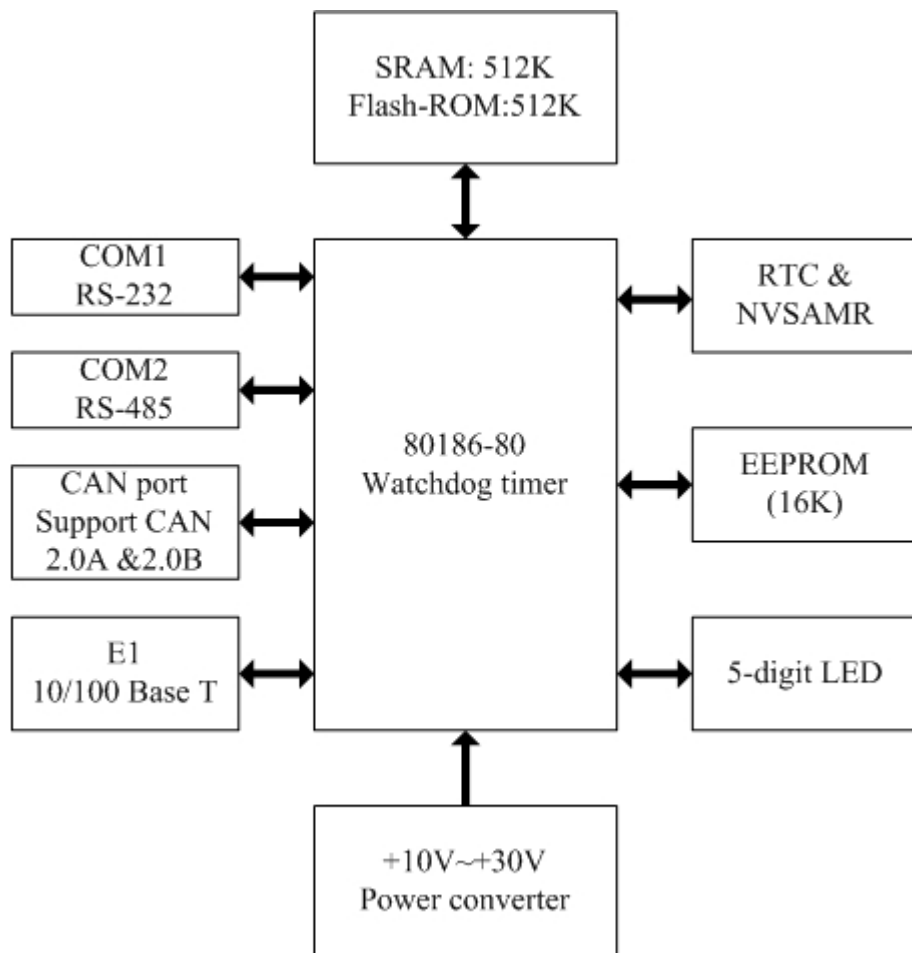 SRAM: 512K
Flash-ROM:512K
COM1
RS-232
COM2
RS-485
CAN port
Support CAN
2.0A &2.0B
E1
10/100 Base T
80186-80
Watchdog timer
RTC &
NVSAMR
EEPROM
(16K)
5-digit LED
+10V~+30V
Power converter